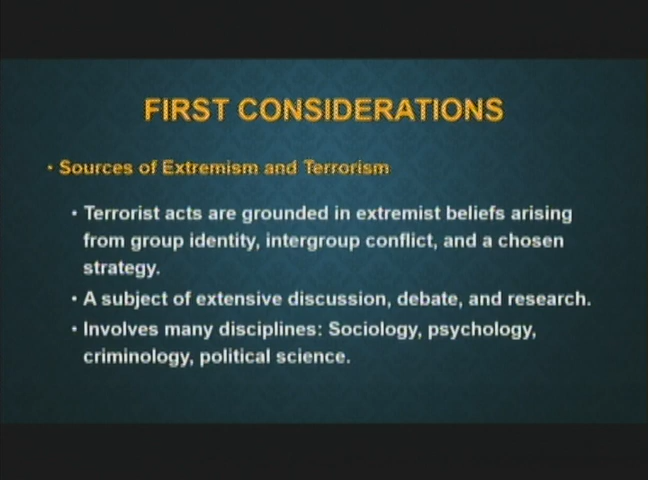 FIRST CONSIDERATIONS
• Sources of Extremism and Terrorism
• Terrorist acts are grounded in extremist beliefs arising
from group identity, intergroup conflict, and a chosen
strategy.
• A subject of extensive discussion, debate, and research.
• Involves many disciplines: Sociology, psychology,
criminology, political science.